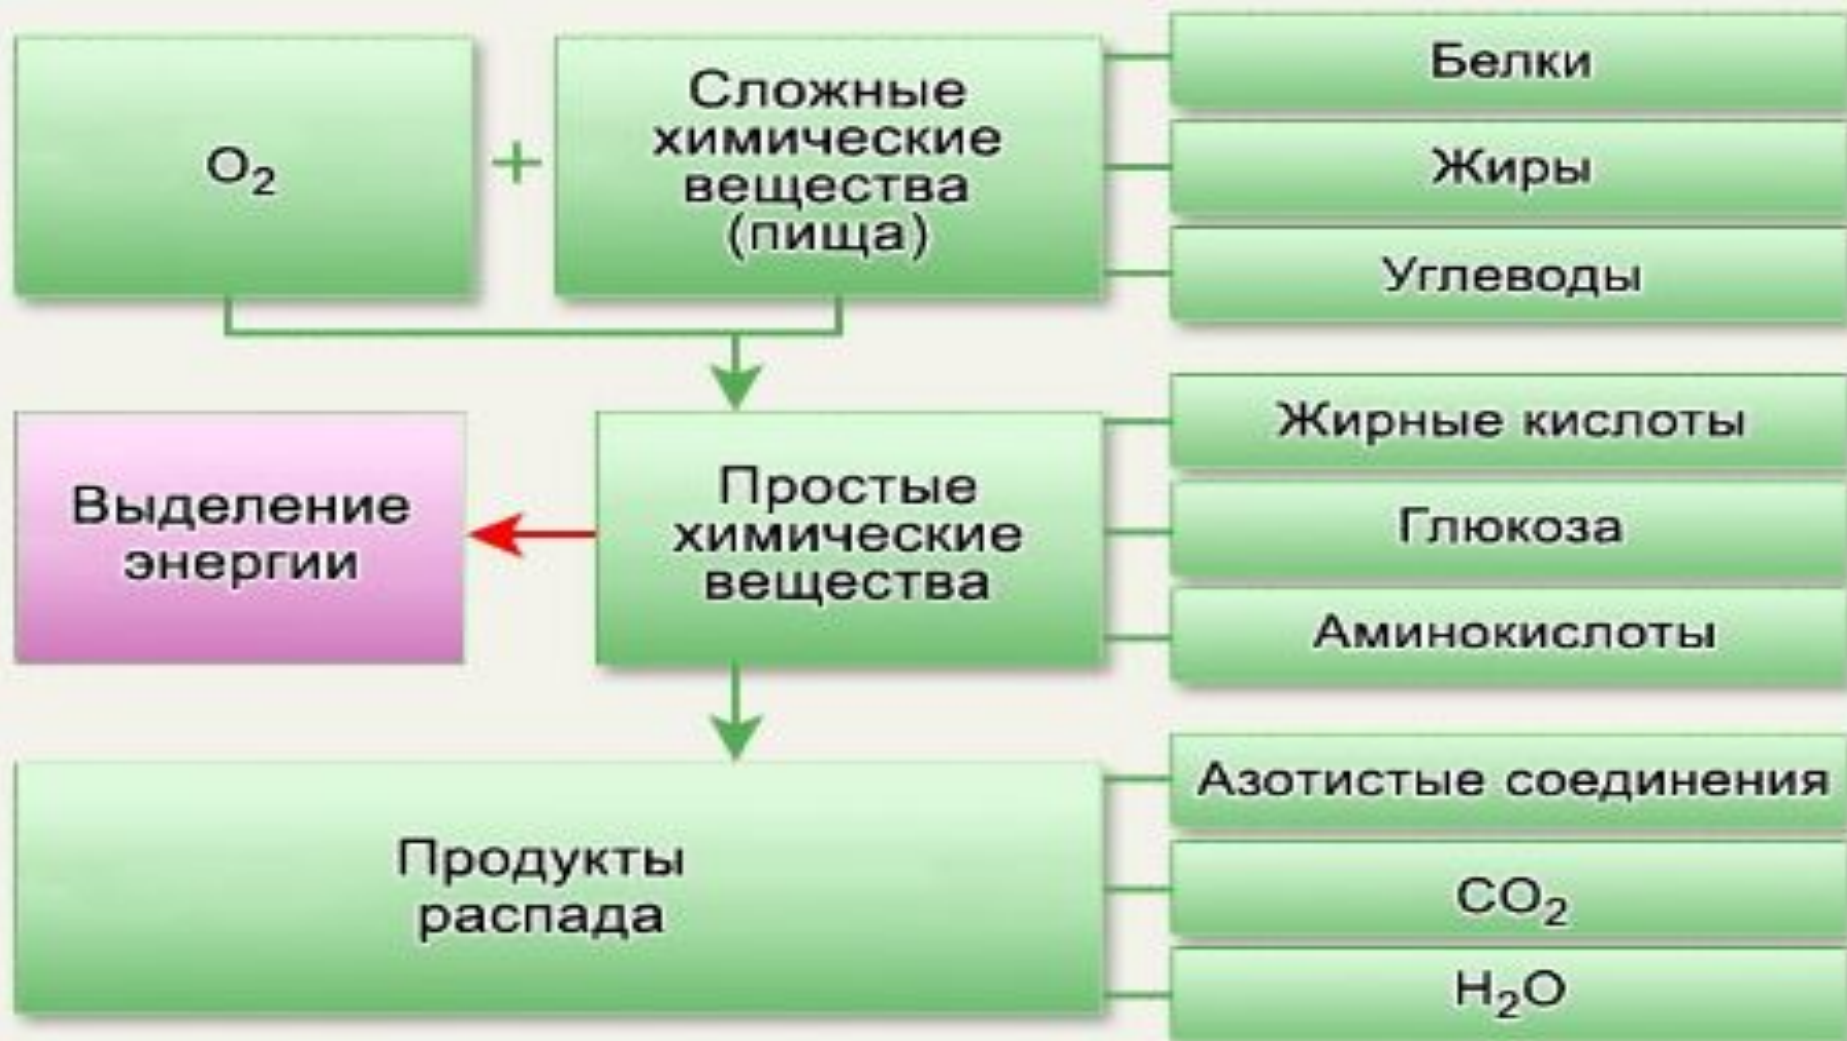 O₂
+
Сложные
химические
вещества
(пища)
Белки
Жиры
Углеводы
Выделение
энергии
Простые
химические
вещества
Жирные кислоты
Глюкоза
Аминокислоты
Продукты
распада
Азотистые соединения
CO₂
H₂O